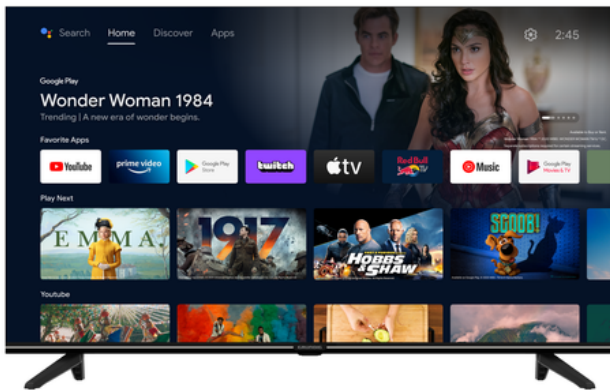 Search Home Discover Apps 2:45
Google Play
Wonder Woman 1984
Trending | A new era of wonder begins.
Favorite Apps
YouTube
prime video
Google Play
Store
twitch
tv
Red Bull
TV
Music
Google Play
Movies & TV
Play Next
EMMA.
1917
HOBBS
& SHAW
SCOOB!
Youtube